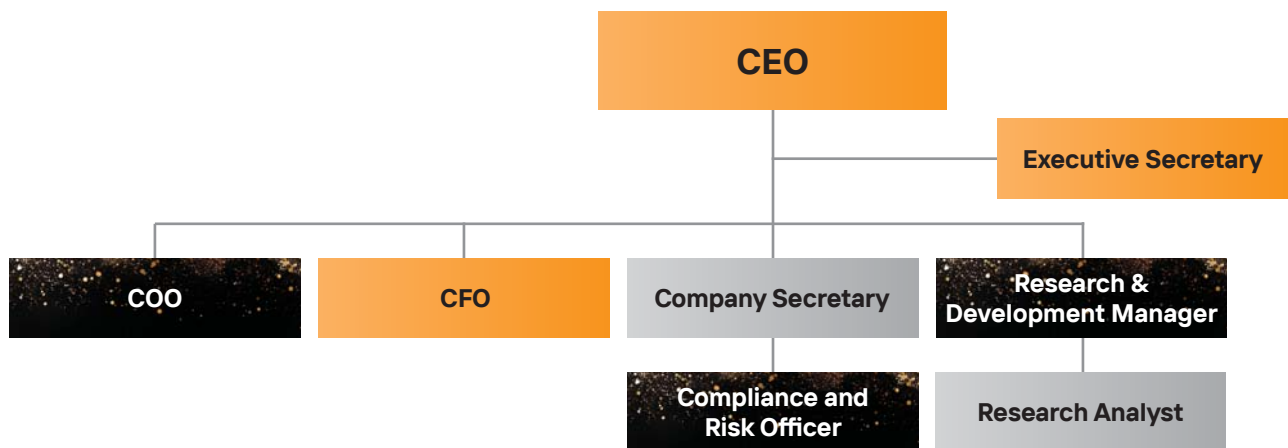 CEO
Executive Secretary
COO
CFO
Company Secretary
Research &
Development Manager
Compliance and
Risk Officer
Research Analyst